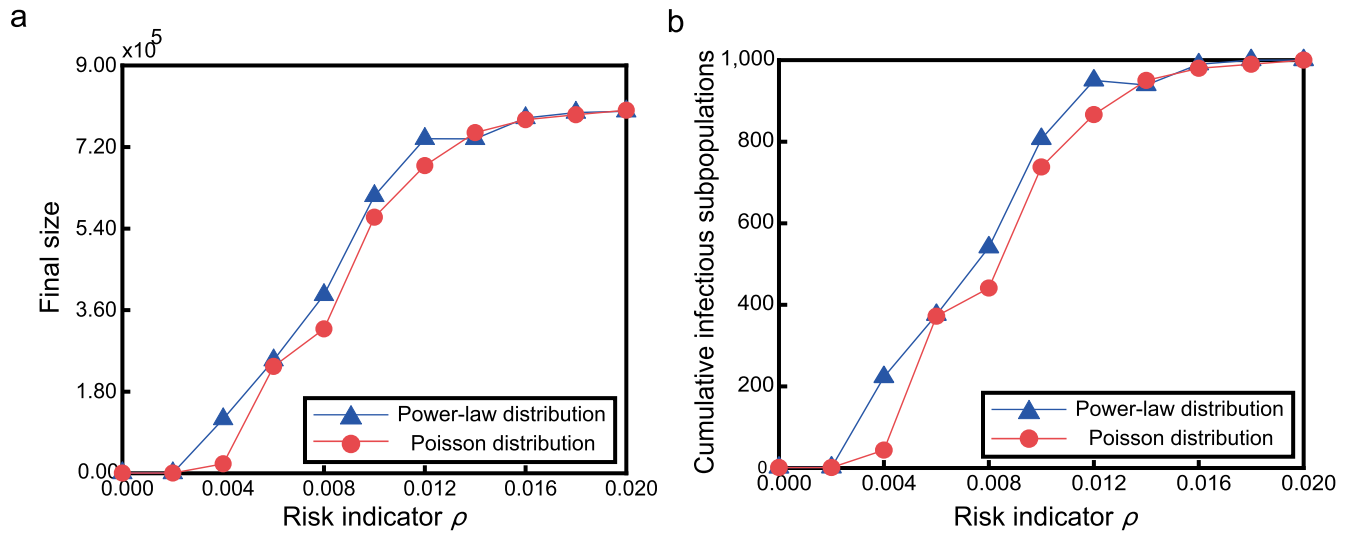 a
x10^5
9.00
7.20
5.40
3.60
1.80
0.00
Final size
0.000
0.004
0.008
0.012
0.016
0.020
Risk indicator ρ
Power-law distribution
Poisson distribution
b
1,000
800
600
400
200
0
Cumulative infectious subpopulations
0.000
0.004
0.008
0.012
0.016
0.020
Risk indicator ρ
Power-law distribution
Poisson distribution